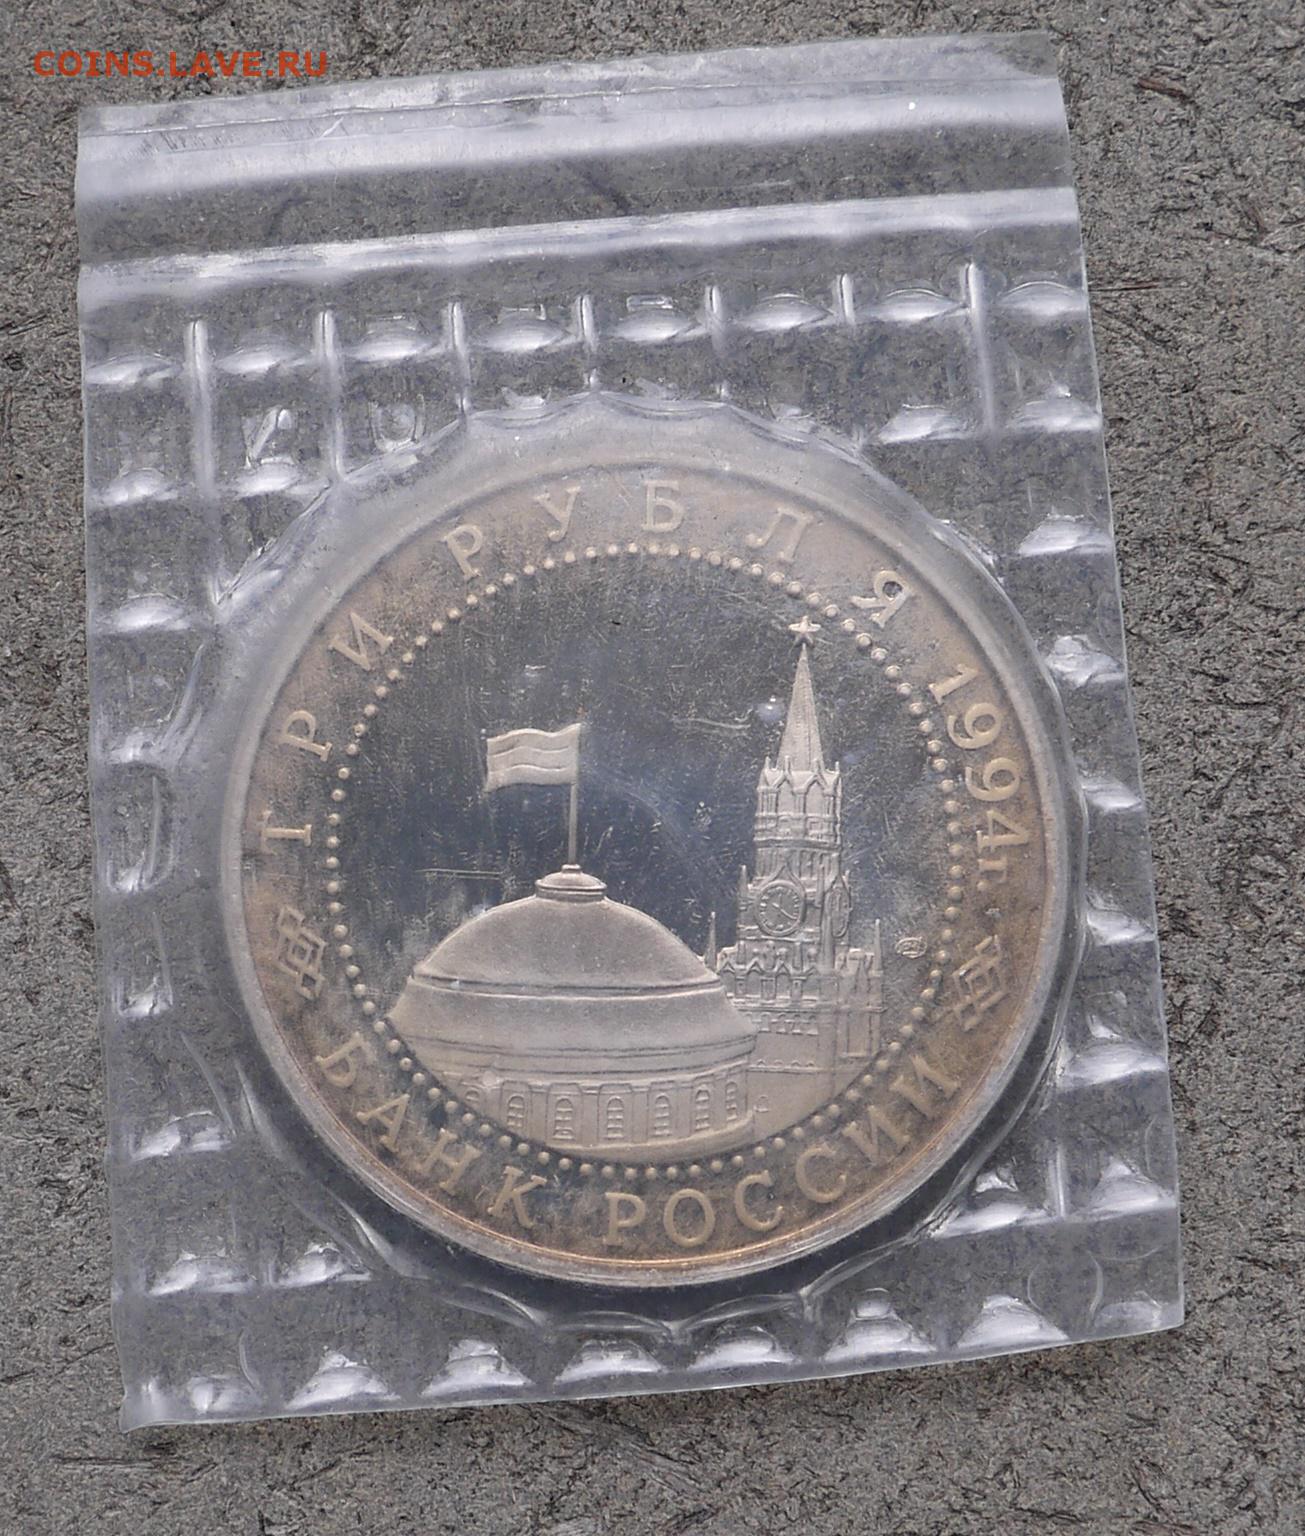 COINS.LAVE.RU
ТРИ РУБЛЯ 1994г.
БАНК РОССИИ